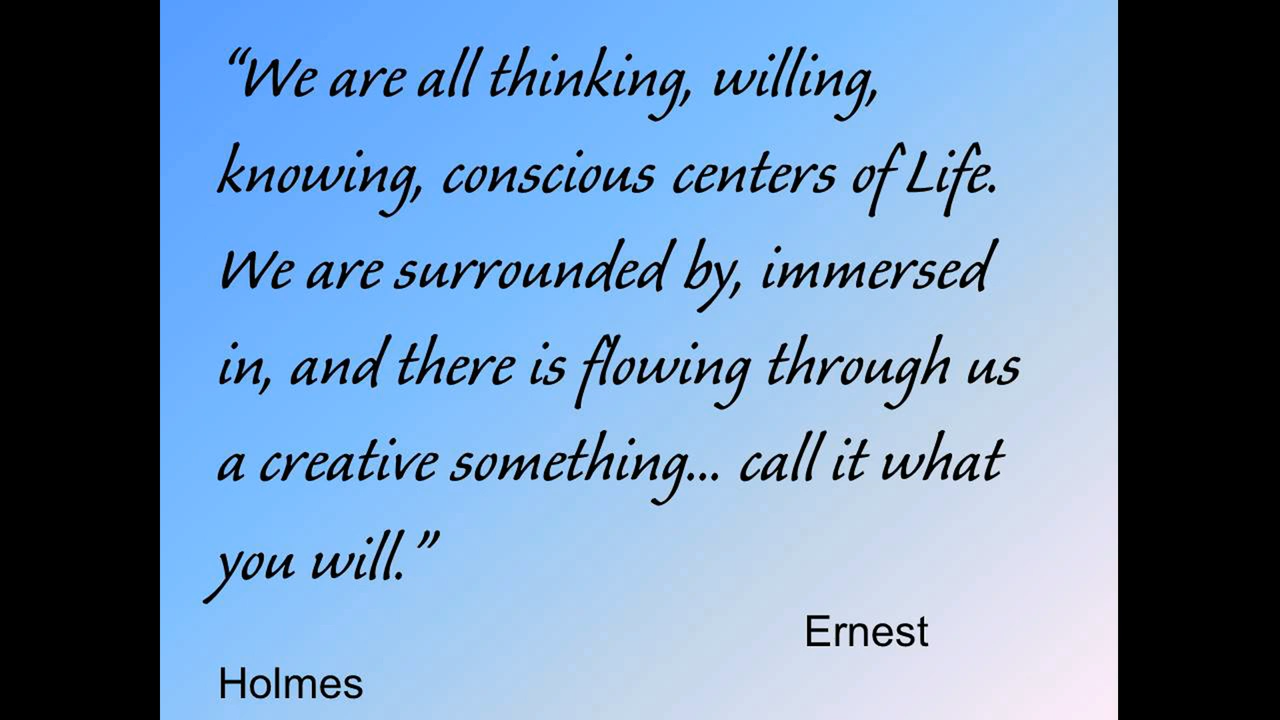 “We are all thinking, willing,
knowing, conscious centers of Life.
We are surrounded by, immersed
in, and there is flowing through us
a creative something... call it what
you will.”
Ernest
Holmes